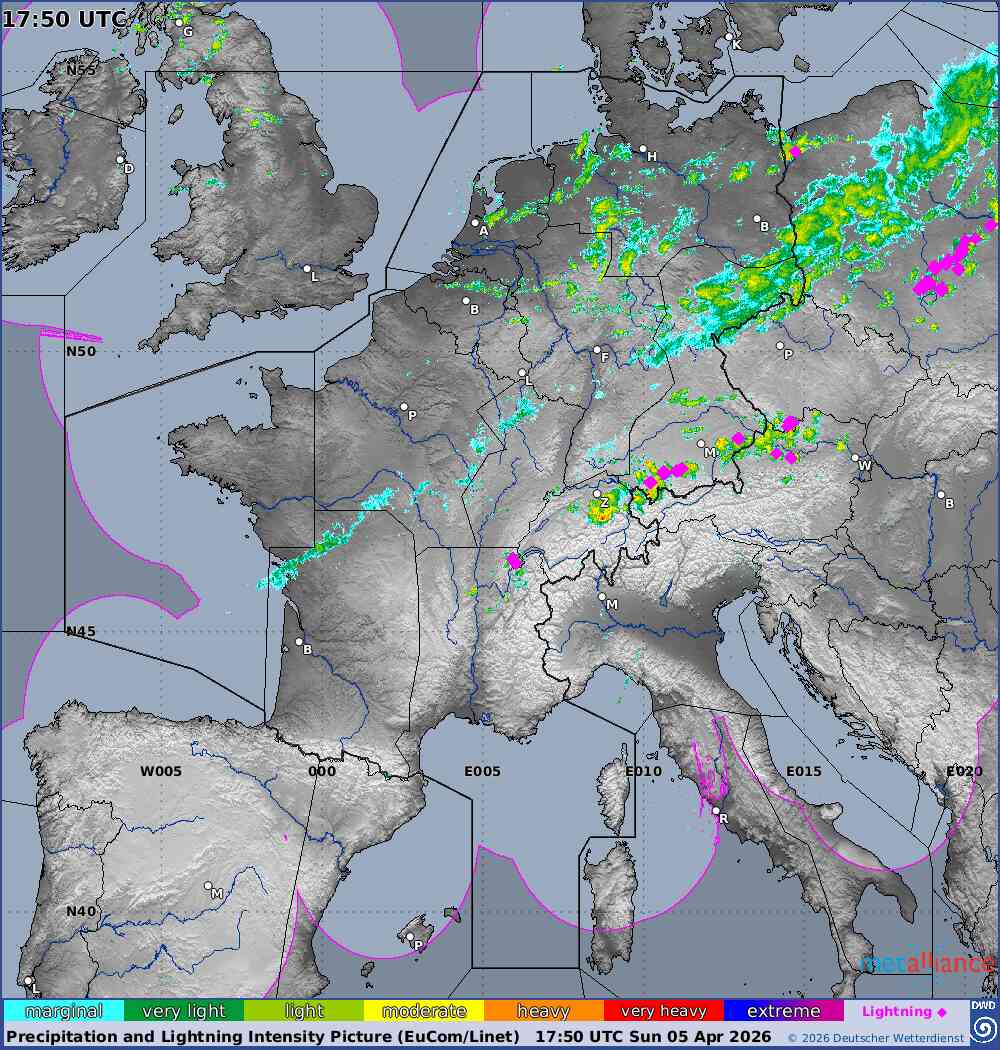 17:50 UTC
G
K
N55
H
D
A
B
L
B
N50
P
F
L
P
M
W
Z
B
M
N45
B
W005
000
E005
E010
E015
E020
R
M
N40
P
L
metalliance
marginal very light light moderate heavy very heavy extreme Lightning
DWD
Precipitation and Lightning Intensity Picture (EuCom/Linet) 17:50 UTC Sun 05 Apr 2026 © 2026 Deutscher Wetterdienst